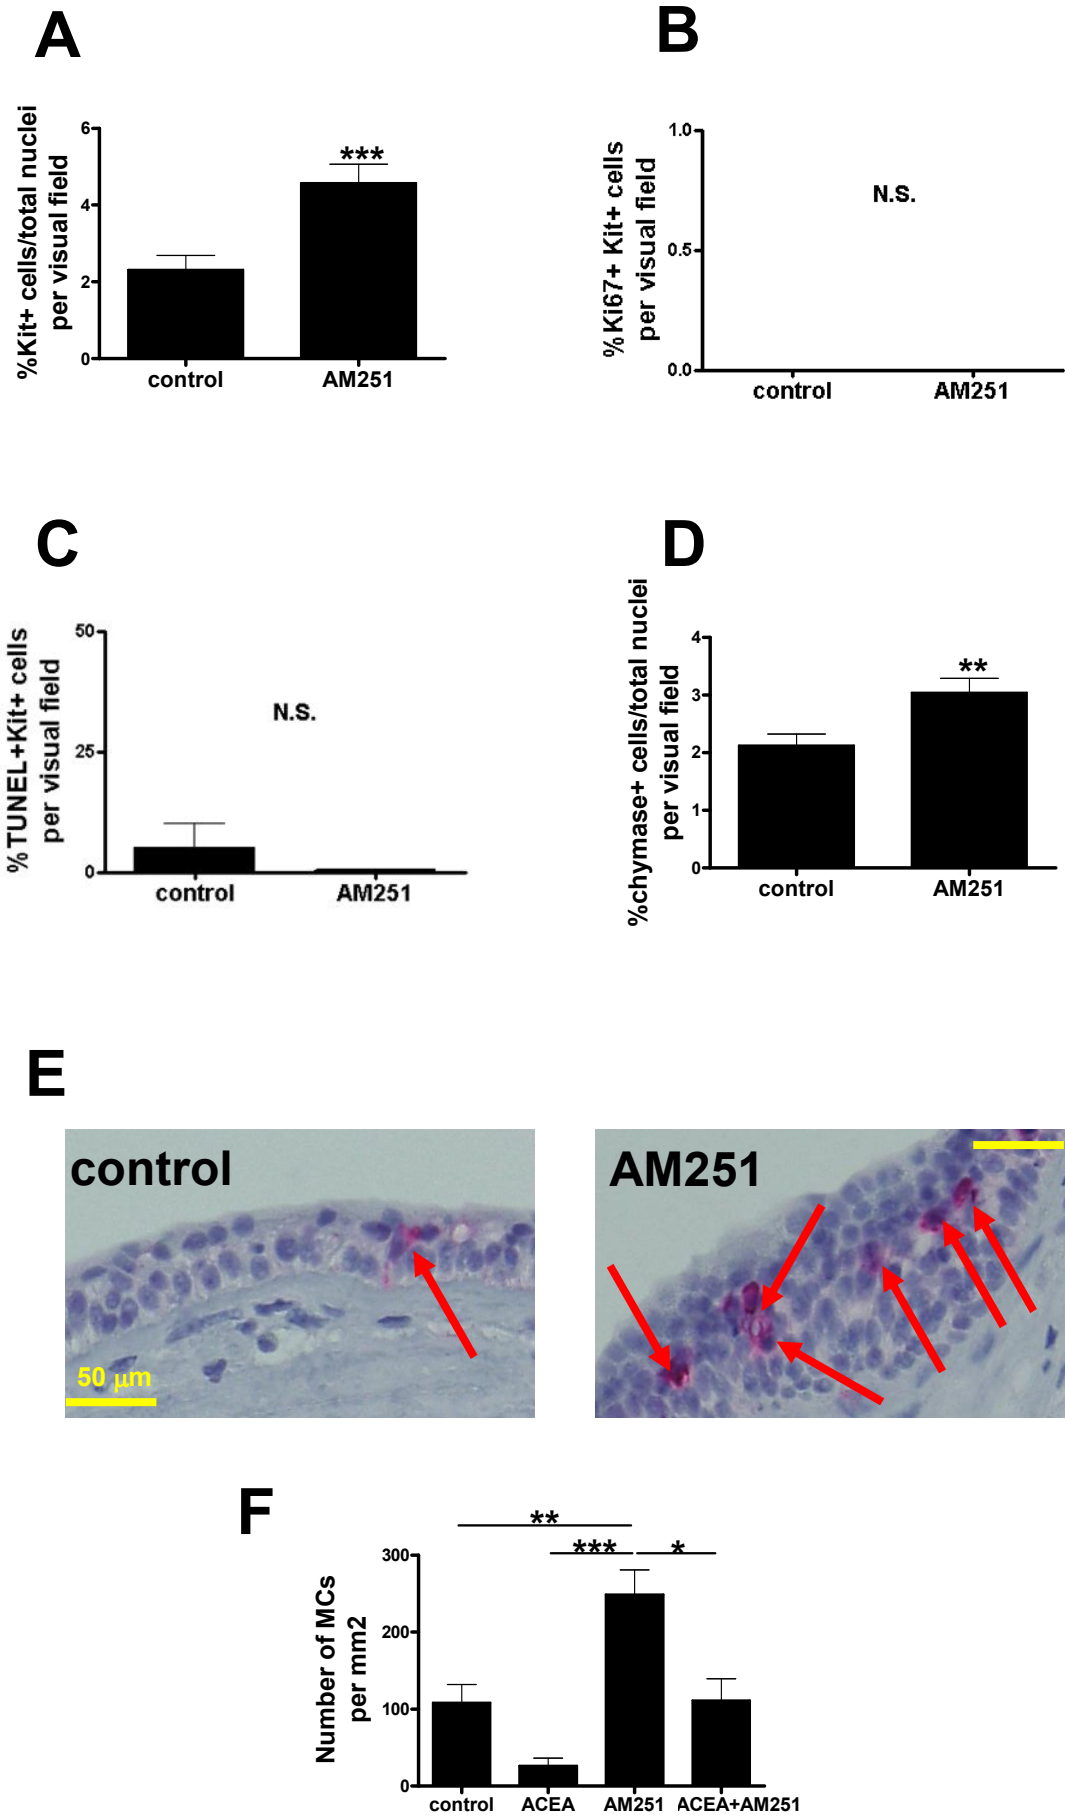 A
%Kit+ cells/total nuclei
per visual field
6
4
2
0
***
control
AM251
B
%Ki67+ Kit+ cells
per visual field
1.0
0.5
0.0
N.S.
control
AM251
C
%TUNEL+Kit+ cells
per visual field
50
25
0
N.S.
control
AM251
D
%chymase+ cells/total nuclei
per visual field
4
3
2
1
0
**
control
AM251
E
control
50 μm
AM251
F
Number of MCs
per mm2
300
200
100
0
**
***
*
control
ACEA
AM251
ACEA+AM251